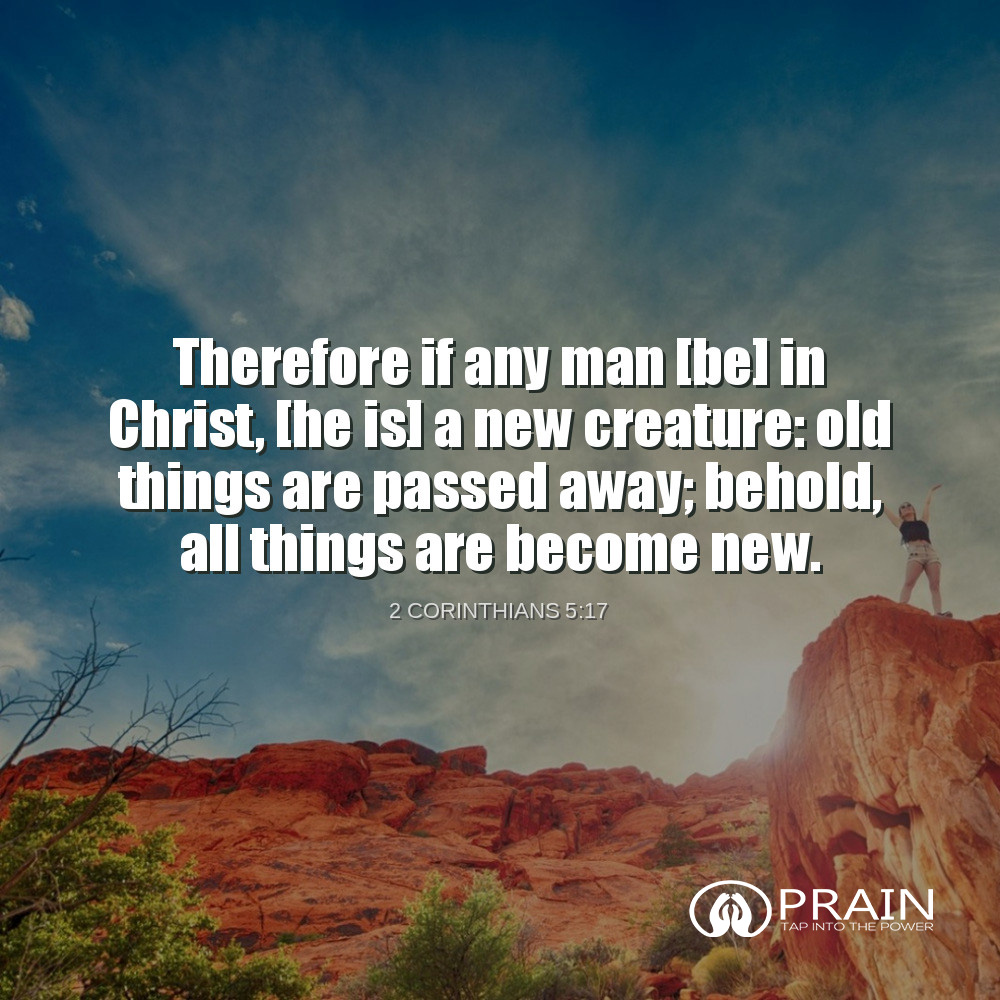 Therefore if any man [be] in
Christ, [he is] a new creature: old
things are passed away; behold,
all things are become new.
2 CORINTHIANS 5:17
PRAIN
TAP INTO THE POWER